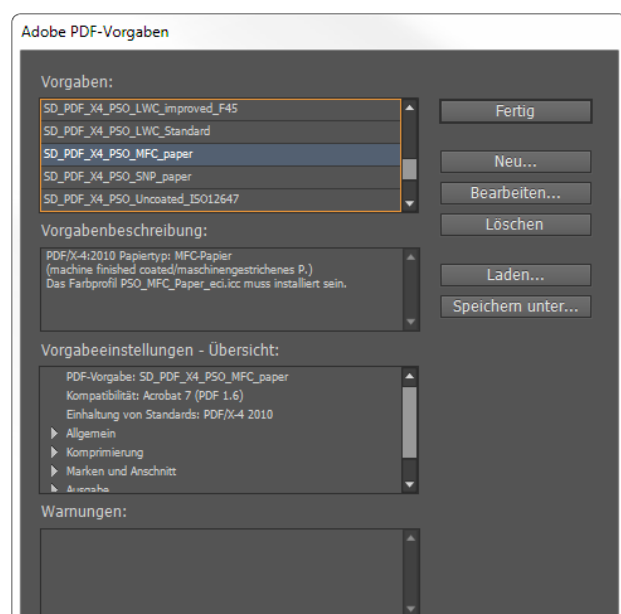 Adobe PDF-Vorgaben
Vorgaben:
SD_PDF_X4_PSO_LWC_improved_F45
SD_PDF_X4_PSO_LWC_Standard
SD_PDF_X4_PSO_MFC_paper
SD_PDF_X4_PSO_SNP_paper
SD_PDF_X4_PSO_Uncoated_ISO12647
Fertig
Neu...
Bearbeiten...
Löschen
Laden...
Speichern unter...
Vorgabenbeschreibung:
PDF/X-4:2010 Papiertyp: MFC-Papier
(machine finished coated/maschinengestrichenes P.)
Das Farbprofil PSO_MFC_Paper_eci.icc muss installiert sein.
Vorgabeeinstellungen - Übersicht:
PDF-Vorgabe: SD_PDF_X4_PSO_MFC_paper
Kompatibilität: Acrobat 7 (PDF 1.6)
Einhaltung von Standards: PDF/X-4 2010
Allgemein
Komprimierung
Marken und Anschnitt
Ausgabe
Warnungen: